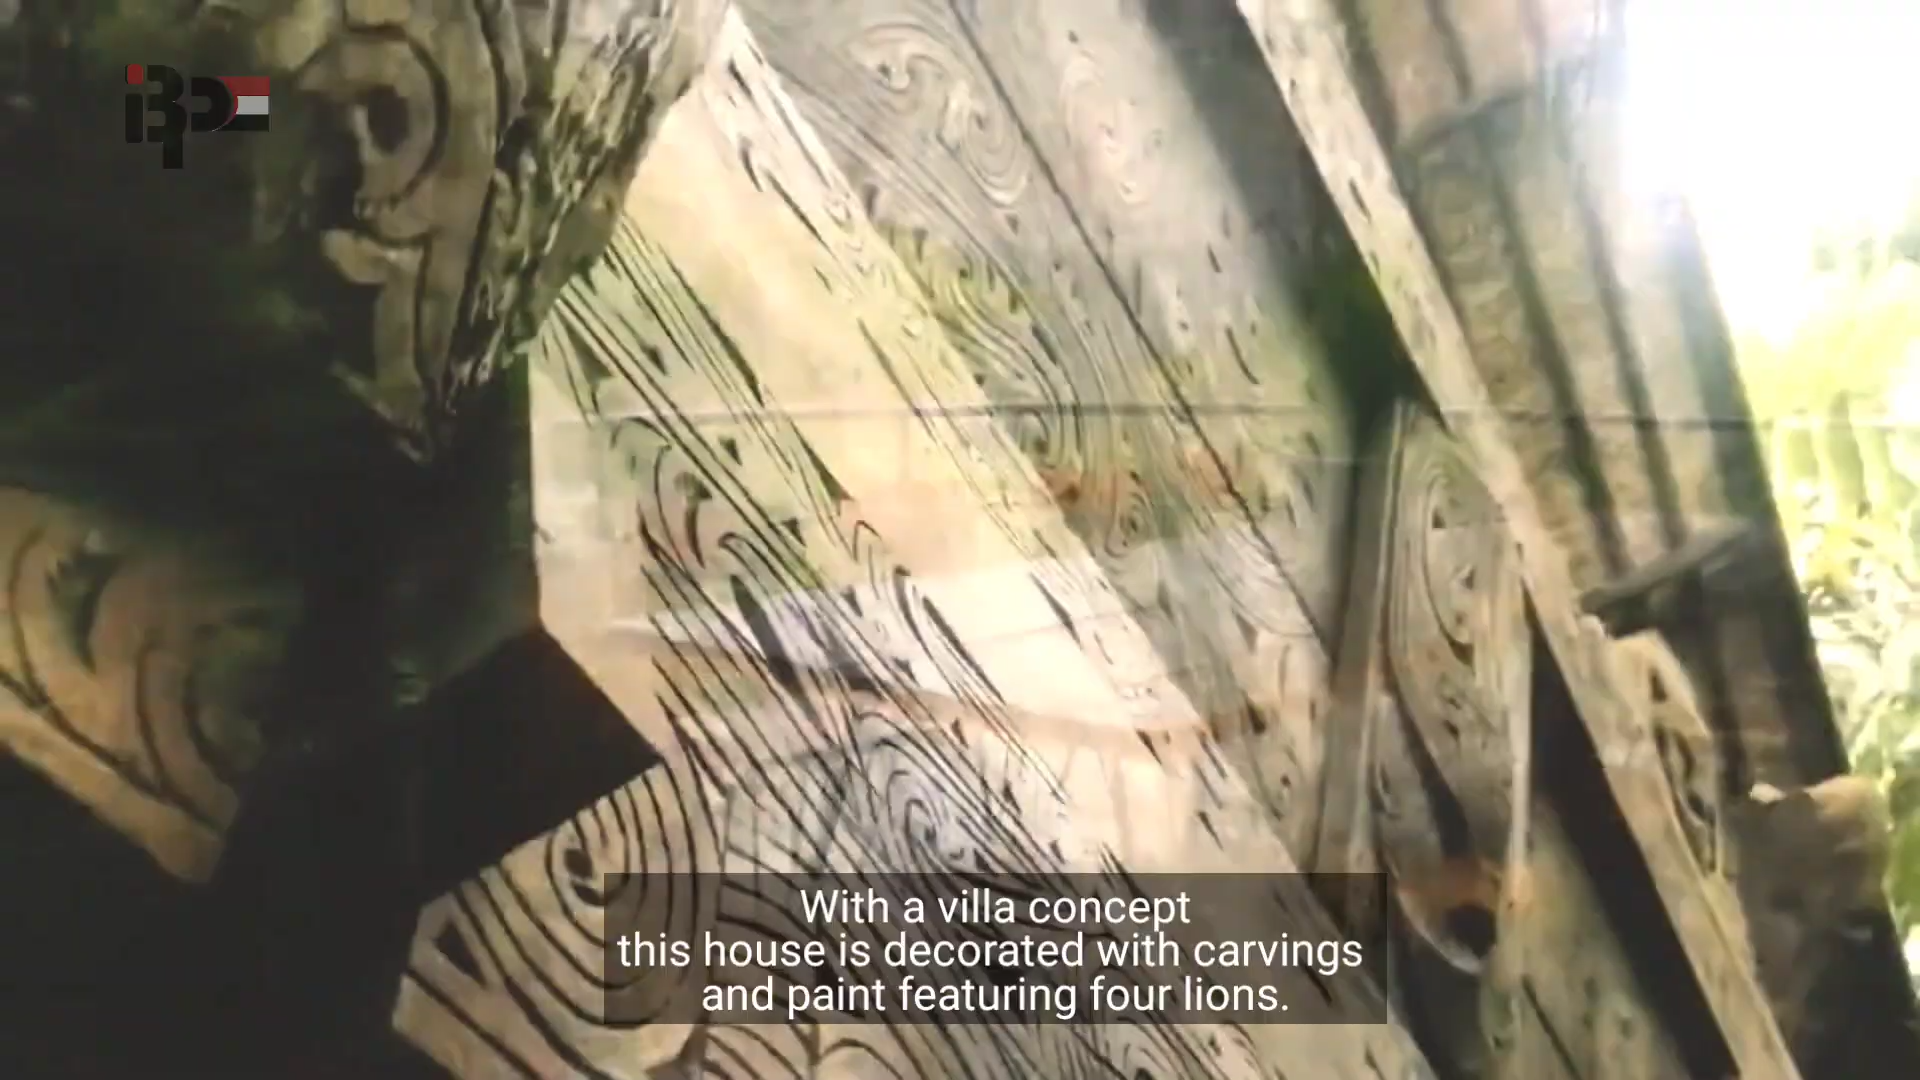 With a villa concept
this house is decorated with carvings
and paint featuring four lions.